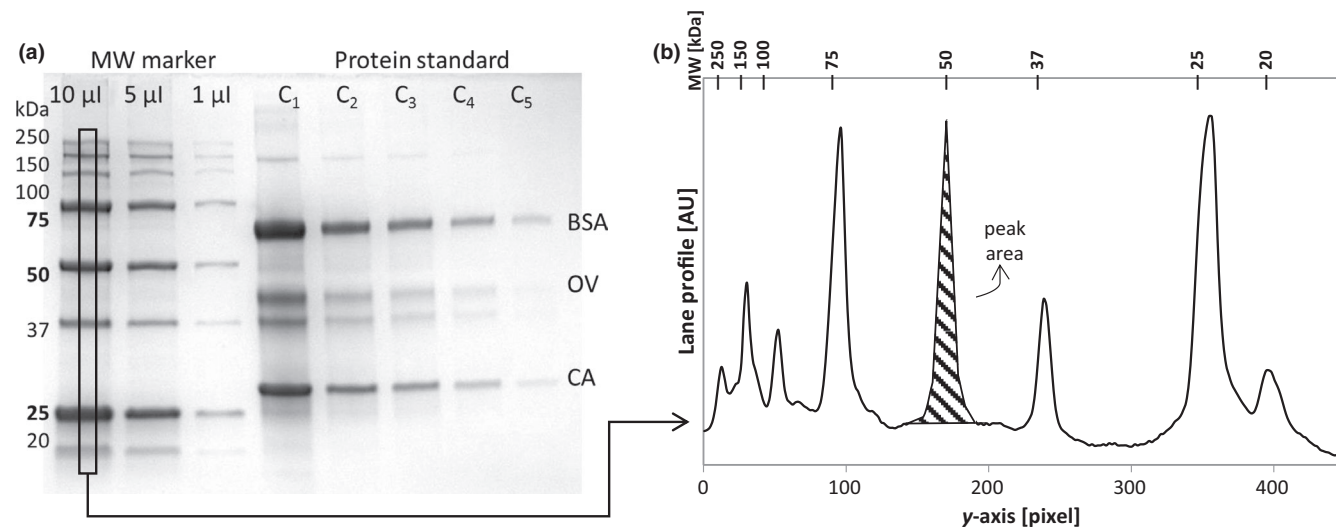 (a)
MW marker
Protein standard
10 µl 5 µl 1 µl C₁ C₂ C₃ C₄ C₅
kDa
250
150
100
75
50
37
25
20
BSA
OV
CA
(b)
MW [kDa]
250 150 100 75 50 37 25 20
Lane profile [AU]
peak
area
0 100 200 300 400
y-axis [pixel]